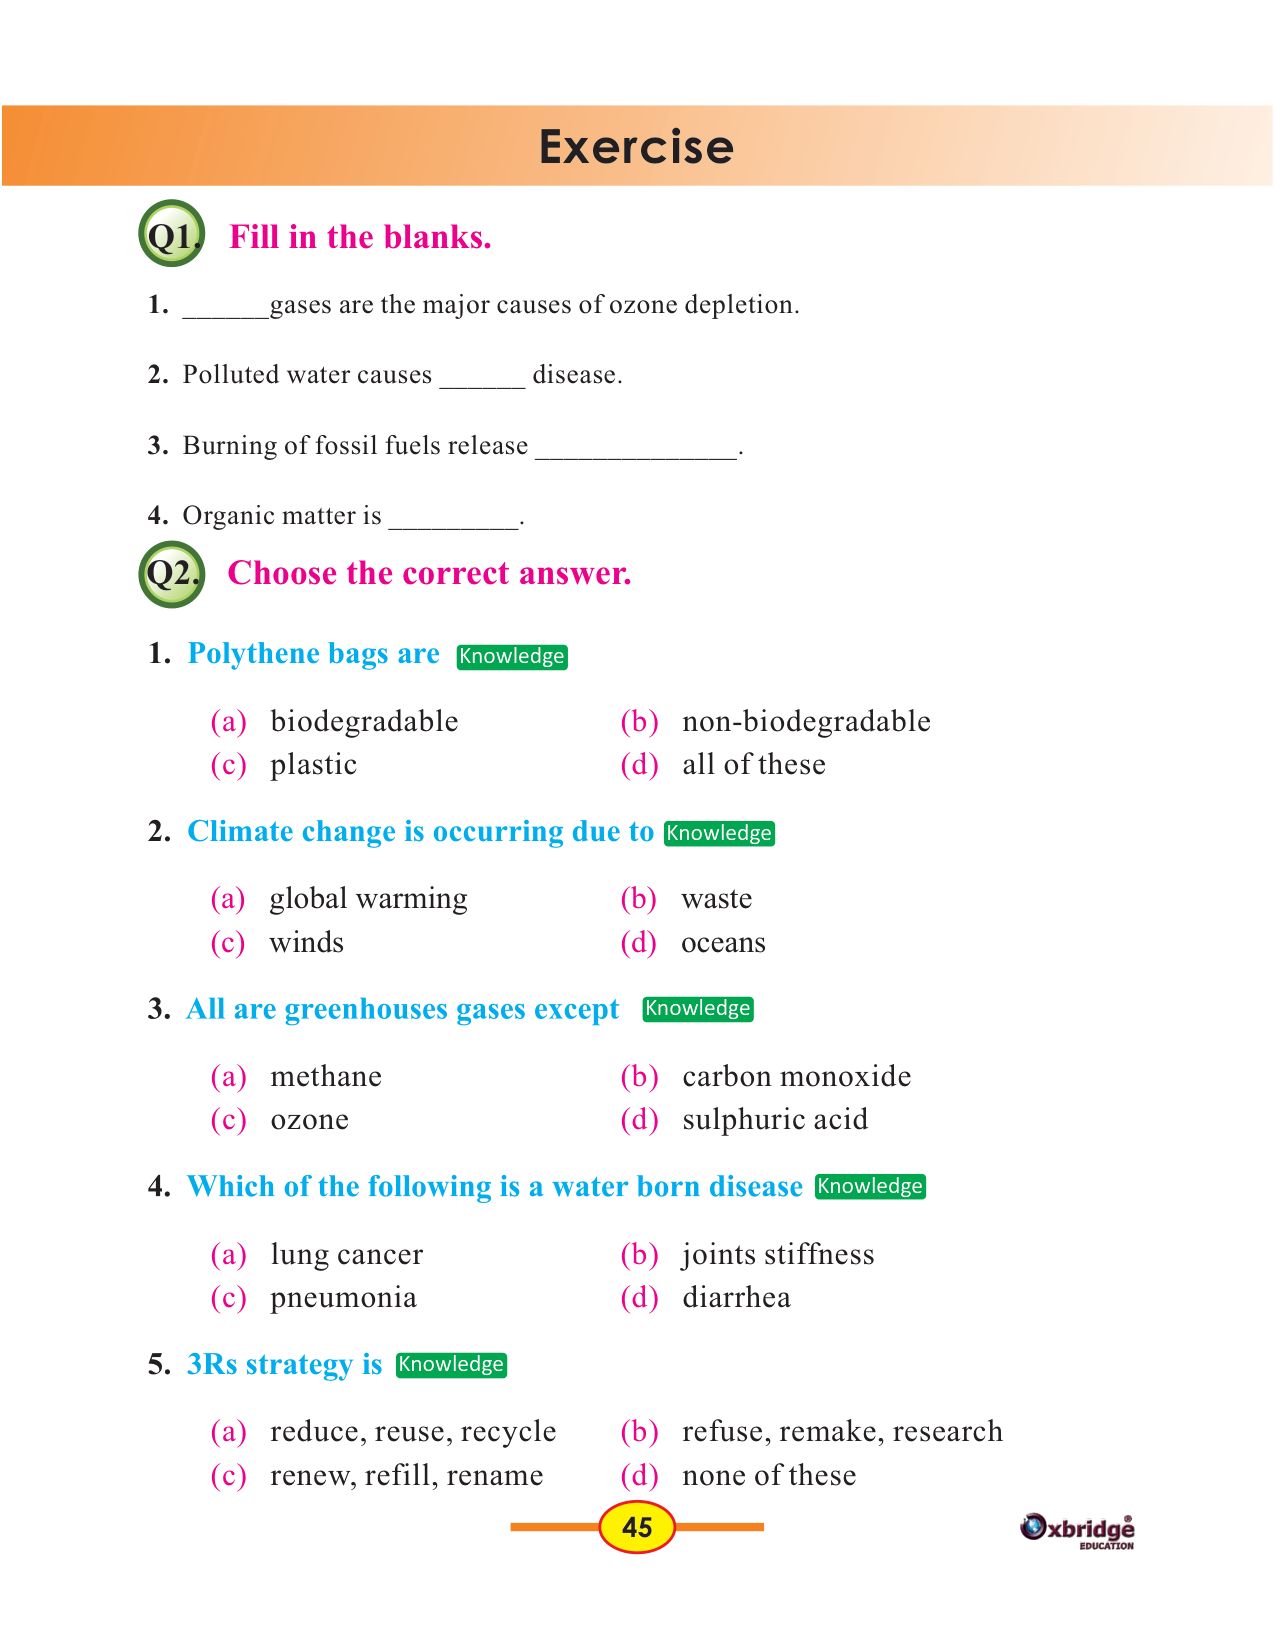 Exercise
Q1. Fill in the blanks.
1. ______gases are the major causes of ozone depletion.
2. Polluted water causes ______ disease.
3. Burning of fossil fuels release ______________.
4. Organic matter is _________.
Q2. Choose the correct answer.
1. Polythene bags are Knowledge
(a) biodegradable (b) non-biodegradable
(c) plastic (d) all of these
2. Climate change is occurring due to Knowledge
(a) global warming (b) waste
(c) winds (d) oceans
3. All are greenhouses gases except Knowledge
(a) methane (b) carbon monoxide
(c) ozone (d) sulphuric acid
4. Which of the following is a water born disease Knowledge
(a) lung cancer (b) joints stiffness
(c) pneumonia (d) diarrhea
5. 3Rs strategy is Knowledge
(a) reduce, reuse, recycle (b) refuse, remake, research
(c) renew, refill, rename (d) none of these
45
Oxbridge®
EDUCATION